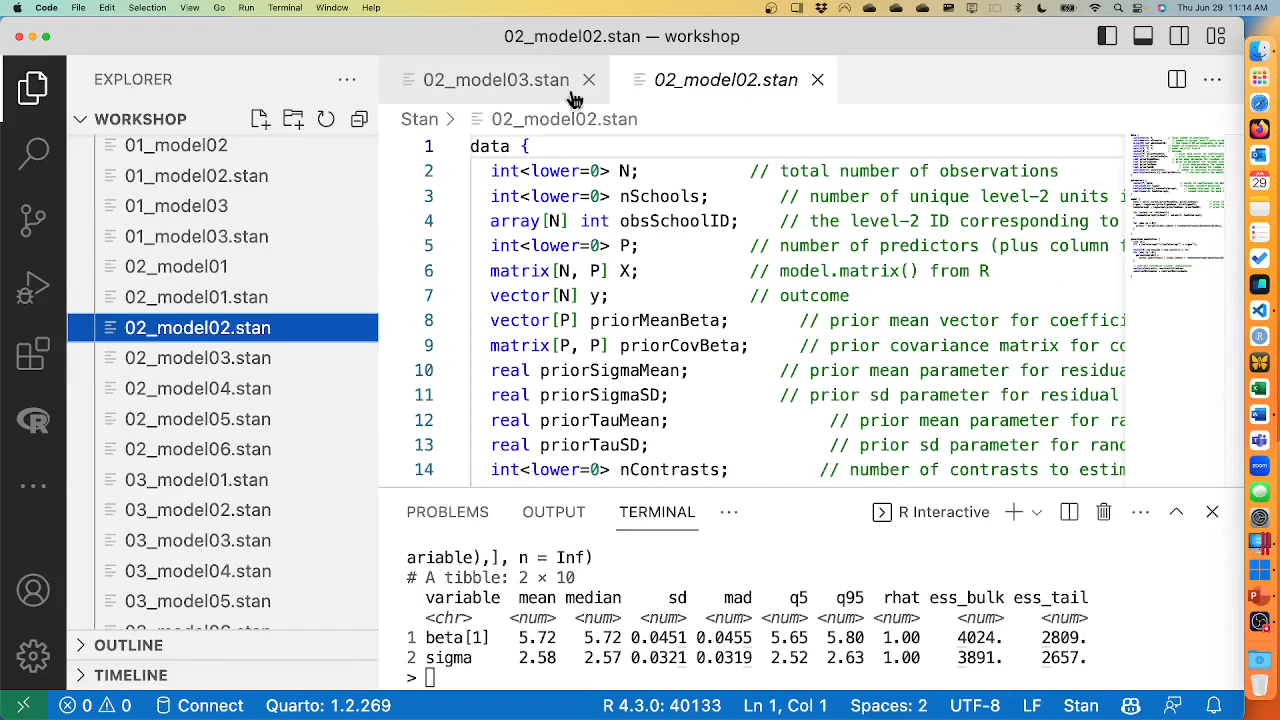 Code File Edit Selection View Go Run Terminal Window Help Thu Jun 29 11:14 AM
02_model02.stan — workshop
EXPLORER
02_model03.stan
02_model02.stan
WORKSHOP
Stan > 02_model02.stan
01_model02
01_model02.stan
01_model03
01_model03.stan
02_model01
02_model01.stan
02_model02.stan
02_model03.stan
02_model04.stan
02_model05.stan
02_model06.stan
03_model01.stan
03_model02.stan
03_model03.stan
03_model04.stan
03_model05.stan
OUTLINE
TIMELINE
1 data {
2 int<lower=0> N; // total number of observations
3 int<lower=0> nSchools; // number of unique level-2 units
4 array[N] int obsSchoolID; // the level-2 ID corresponding to
5 int<lower=0> P; // number of predictors (plus column
6 matrix[N, P] X; // model.matrix() from R
7 vector[N] y; // outcome
8 vector[P] priorMeanBeta; // prior mean vector for coeffici
9 matrix[P, P] priorCovBeta; // prior covariance matrix for co
10 real priorSigmaMean; // prior mean parameter for residua
11 real priorSigmaSD; // prior sd parameter for residual
12 real priorTauMean; // prior mean parameter for ra
13 real priorTauSD; // prior sd parameter for rand
14 int<lower=0> nContrasts; // number of contrasts to estim
PROBLEMS OUTPUT TERMINAL R Interactive
ariable),], n = Inf)
# A tibble: 2 × 10
variable mean median sd mad q5 q95 rhat ess_bulk ess_tail
<chr> <num> <num> <num> <num> <num> <num> <num> <num> <num>
1 beta[1] 5.72 5.72 0.0451 0.0455 5.65 5.80 1.00 4024. 2809.
2 sigma 2.58 2.57 0.0321 0.0319 2.52 2.63 1.00 3891. 2657.
>
0 0 Connect Quarto: 1.2.269 R 4.3.0: 40133 Ln 1, Col 1 Spaces: 2 UTF-8 LF Stan
29
zoom